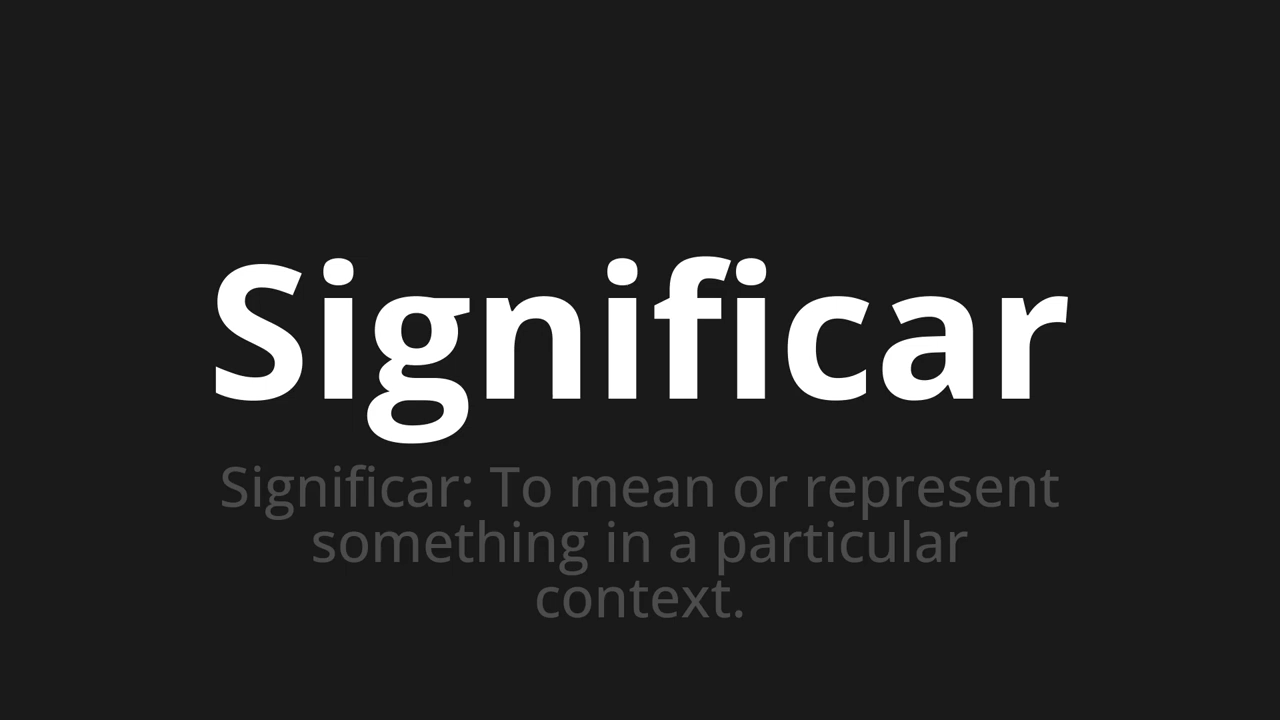 Significar
Significar: To mean or represent
something in a particular
context.